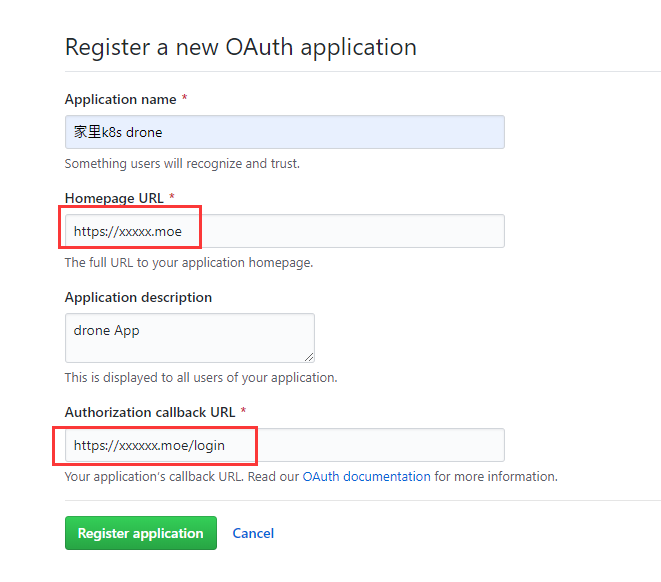 Register a new OAuth application
Application name *
家里k8s drone
Something users will recognize and trust.
Homepage URL *
https://xxxxx.moe
The full URL to your application homepage.
Application description
drone App
This is displayed to all users of your application.
Authorization callback URL *
https://xxxxxx.moe/login
Your application's callback URL. Read our OAuth documentation for more information.
Register application Cancel